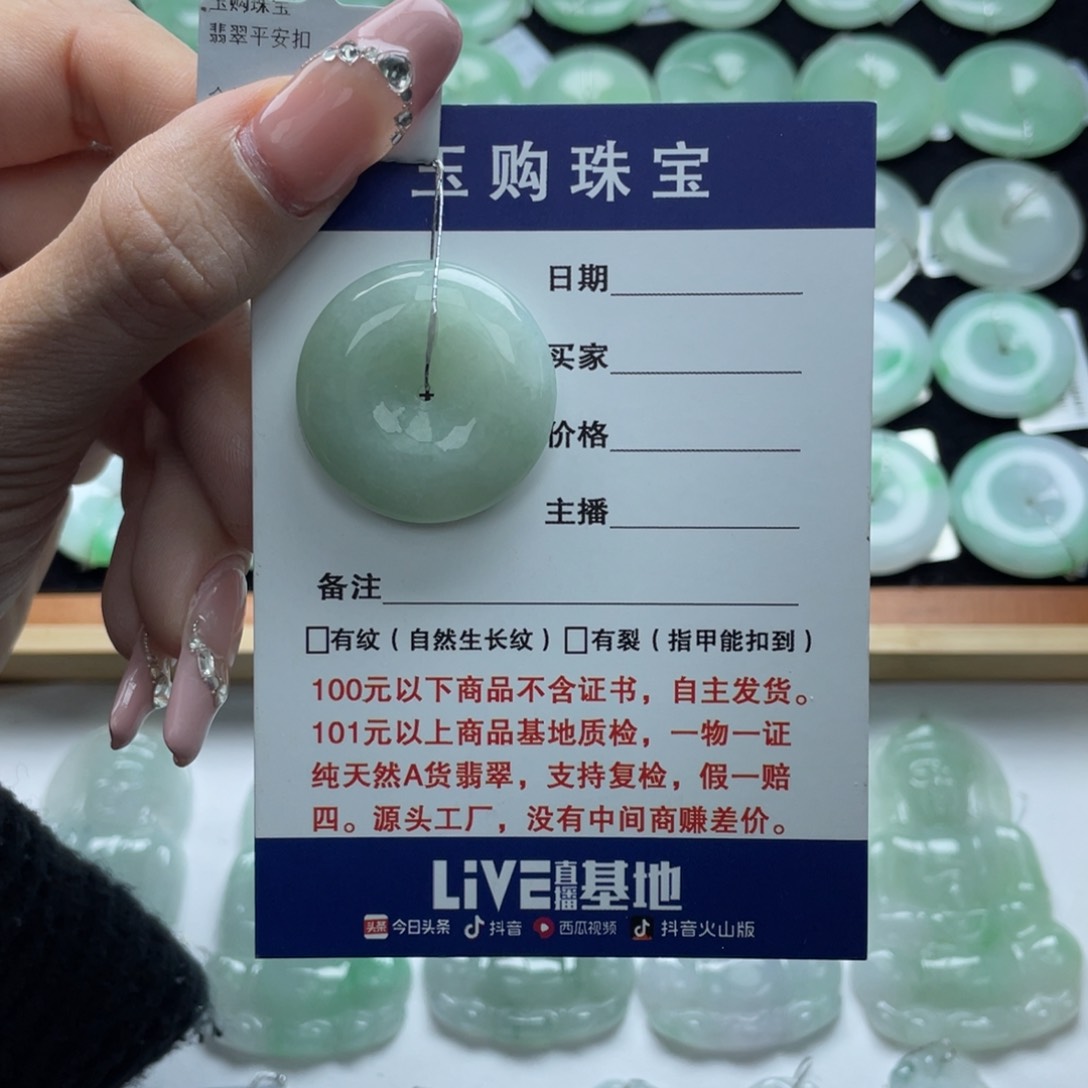 玉购珠宝
翡翠平安扣
玉购珠宝
日期
买家
价格
主播
备注
□有纹（自然生长纹）□有裂（指甲能扣到）
100元以下商品不含证书，自主发货。
101元以上商品基地质检，一物一证
纯天然A货翡翠，支持复检，假一赔
四。源头工厂，没有中间商赚差价。
LiVE直播基地
头条 今日头条 抖音 西瓜视频 抖音火山版